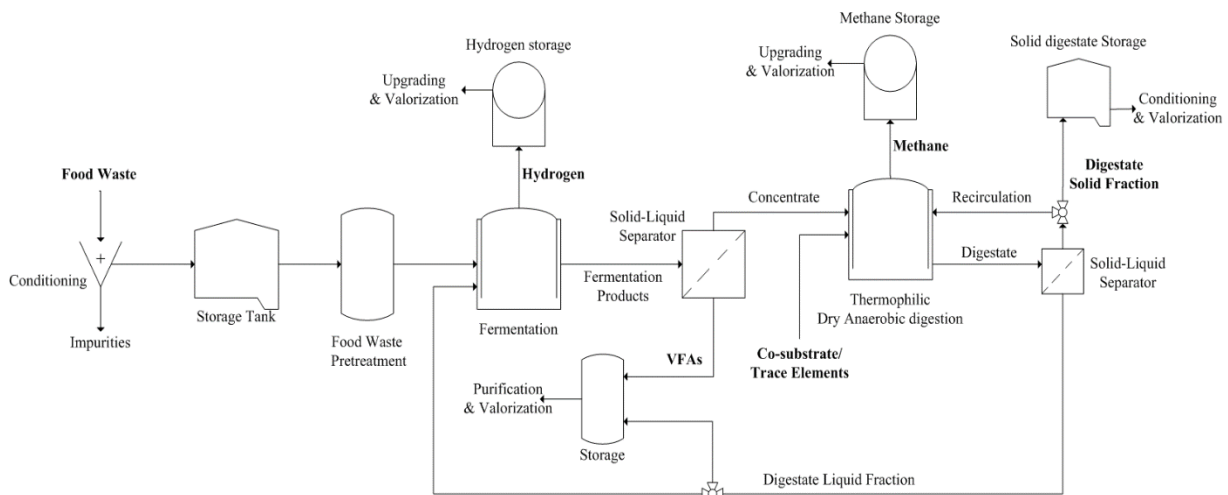 Methane Storage
Hydrogen storage
Solid digestate Storage
Upgrading
& Valorization
Upgrading
& Valorization
Conditioning
& Valorization
Food Waste
Hydrogen
Methane
Digestate
Solid Fraction
Concentrate
Recirculation
Solid-Liquid
Separator
+
Conditioning
Digestate
Solid-Liquid
Separator
Fermentation
Products
Storage Tank
Impurities
Food Waste
Pretreatment
Fermentation
Thermophilic
Dry Anaerobic digestion
VFAs
Co-substrate/
Trace Elements
Purification
& Valorization
Storage
Digestate Liquid Fraction